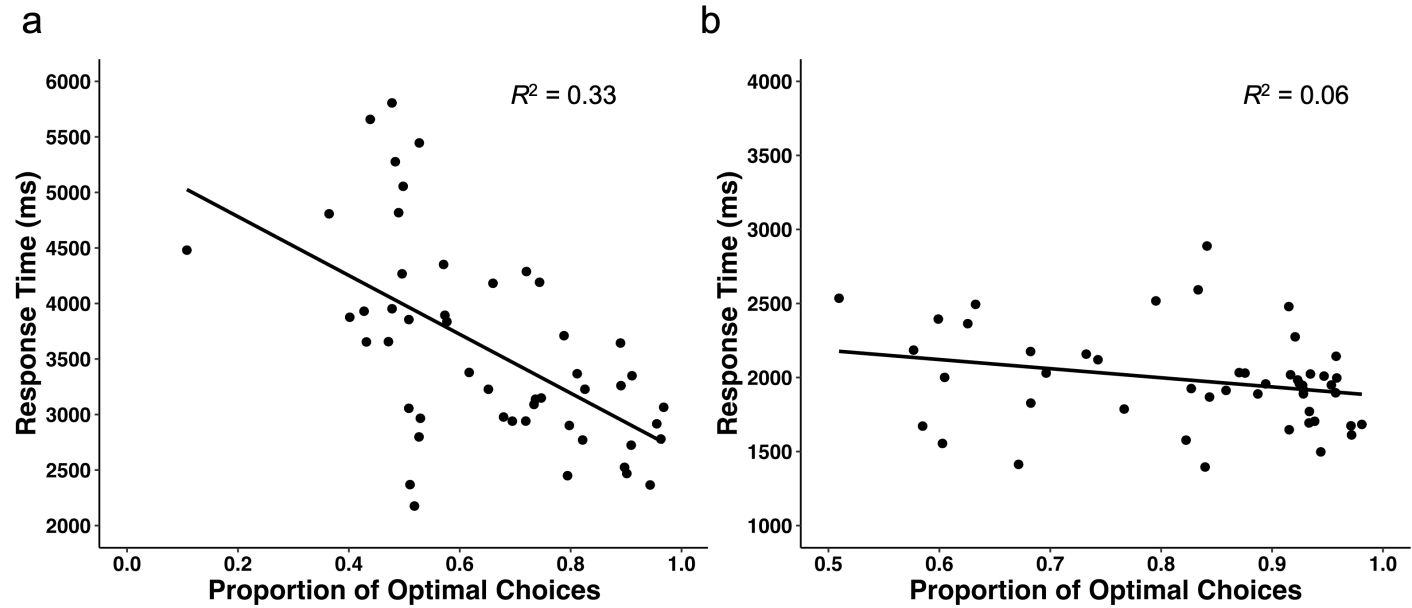 a
R² = 0.33
Response Time (ms)
6000
5500
5000
4500
4000
3500
3000
2500
2000
0.0 0.2 0.4 0.6 0.8 1.0
Proportion of Optimal Choices
b
R² = 0.06
Response Time (ms)
4000
3500
3000
2500
2000
1500
1000
0.5 0.6 0.7 0.8 0.9 1.0
Proportion of Optimal Choices